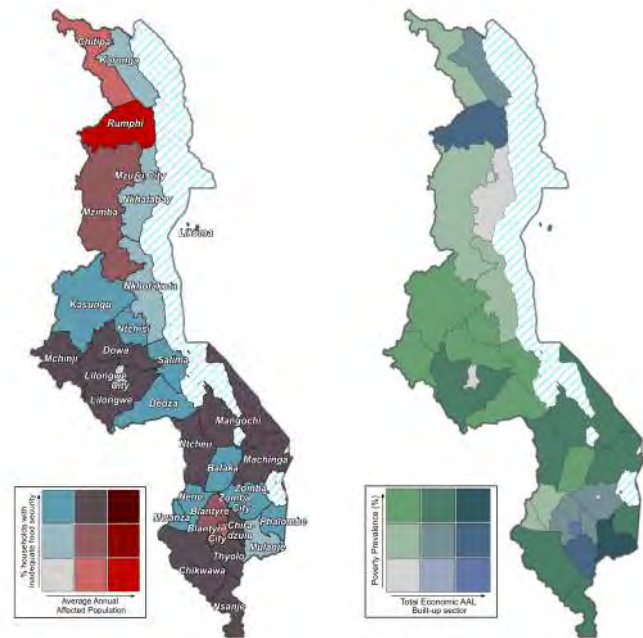 Chitipa
Karonga
Rumphi
Mzuzu City
Nkhatabay
Mzimba
Likoma
Nkhotakota
Kasungu
Ntchisi
Dowa
Mchinji
Salima
Lilongwe
City
Lilongwe
Dedza
Mangochi
Ntcheu
Machinga
Balaka
Neno
Zomba
Zomba
City
Mwanza
Blantyre
Phalombe
Blantyre
City
Chira
dzulu
Mulanje
Thyolo
Chikwawa
Nsanje
% households with
inadequate food security
Average Annual
Affected Population
Poverty Prevalence (%)
Total Economic AAL
Built-up sector